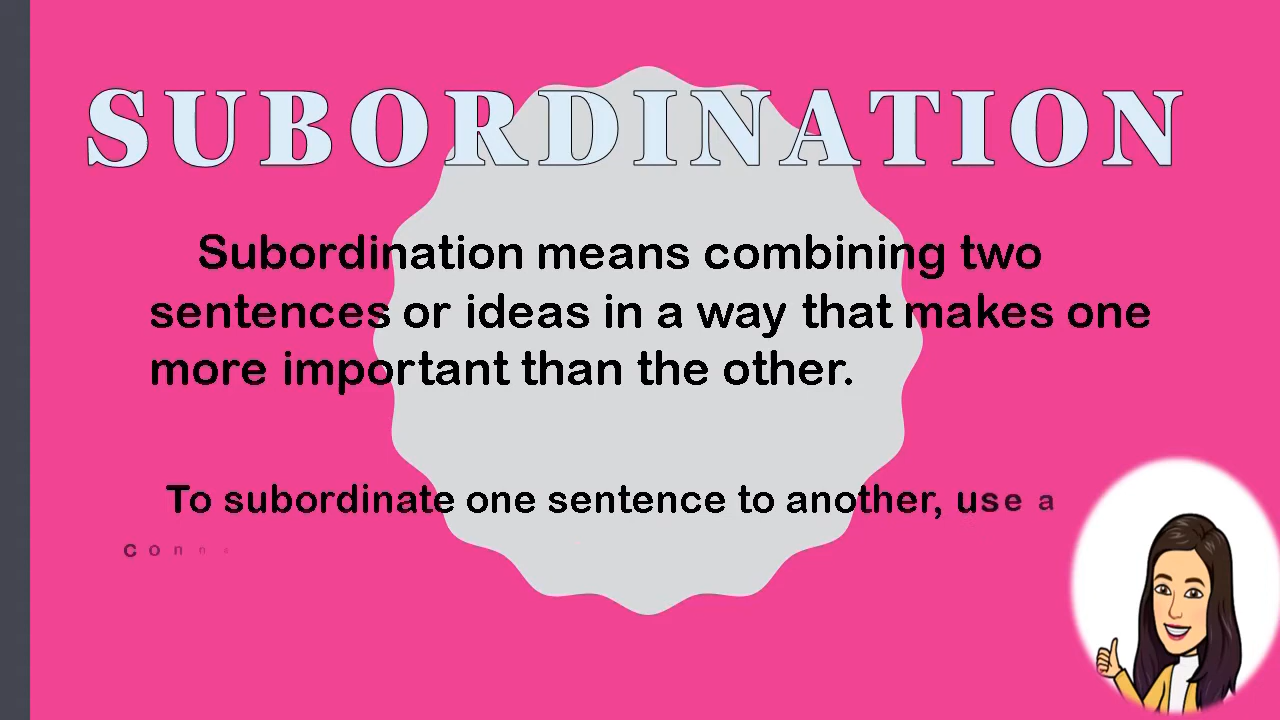 SUBORDINATION
Subordination means combining two
sentences or ideas in a way that makes one
more important than the other.
To subordinate one sentence to another, use a